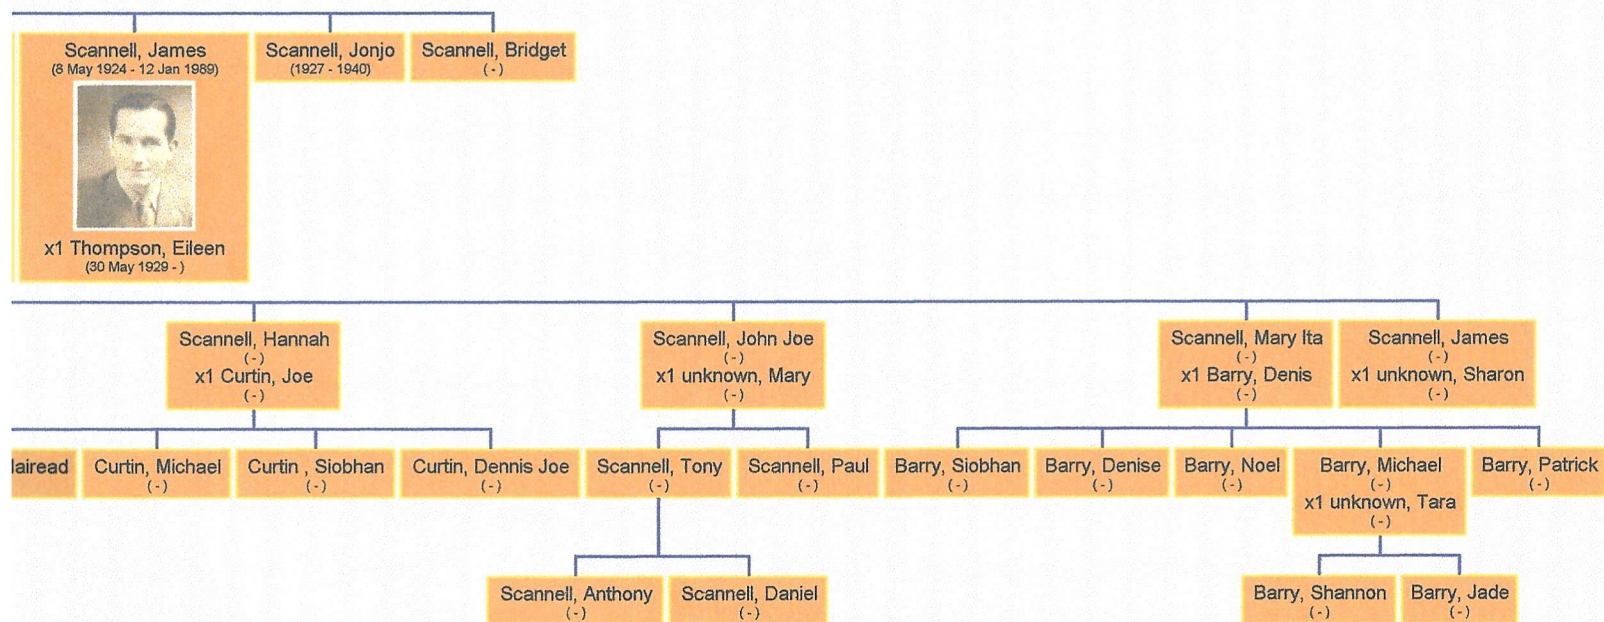 Scannell, James
(8 May 1924 - 12 Jan 1989)
x1 Thompson, Eileen
(30 May 1929 - )
Scannell, Jonjo
(1927 - 1940)
Scannell, Bridget
( - )
Scannell, Hannah
( - )
x1 Curtin, Joe
( - )
Scannell, John Joe
( - )
x1 unknown, Mary
( - )
Scannell, Mary Ita
( - )
x1 Barry, Denis
( - )
Scannell, James
( - )
x1 unknown, Sharon
( - )
lairead
Curtin, Michael
( - )
Curtin , Siobhan
( - )
Curtin, Dennis Joe
( - )
Scannell, Tony
( - )
Scannell, Paul
( - )
Barry, Siobhan
( - )
Barry, Denise
( - )
Barry, Noel
( - )
Barry, Michael
( - )
x1 unknown, Tara
( - )
Barry, Patrick
( - )
Scannell, Anthony
( - )
Scannell, Daniel
( - )
Barry, Shannon
( - )
Barry, Jade
( - )